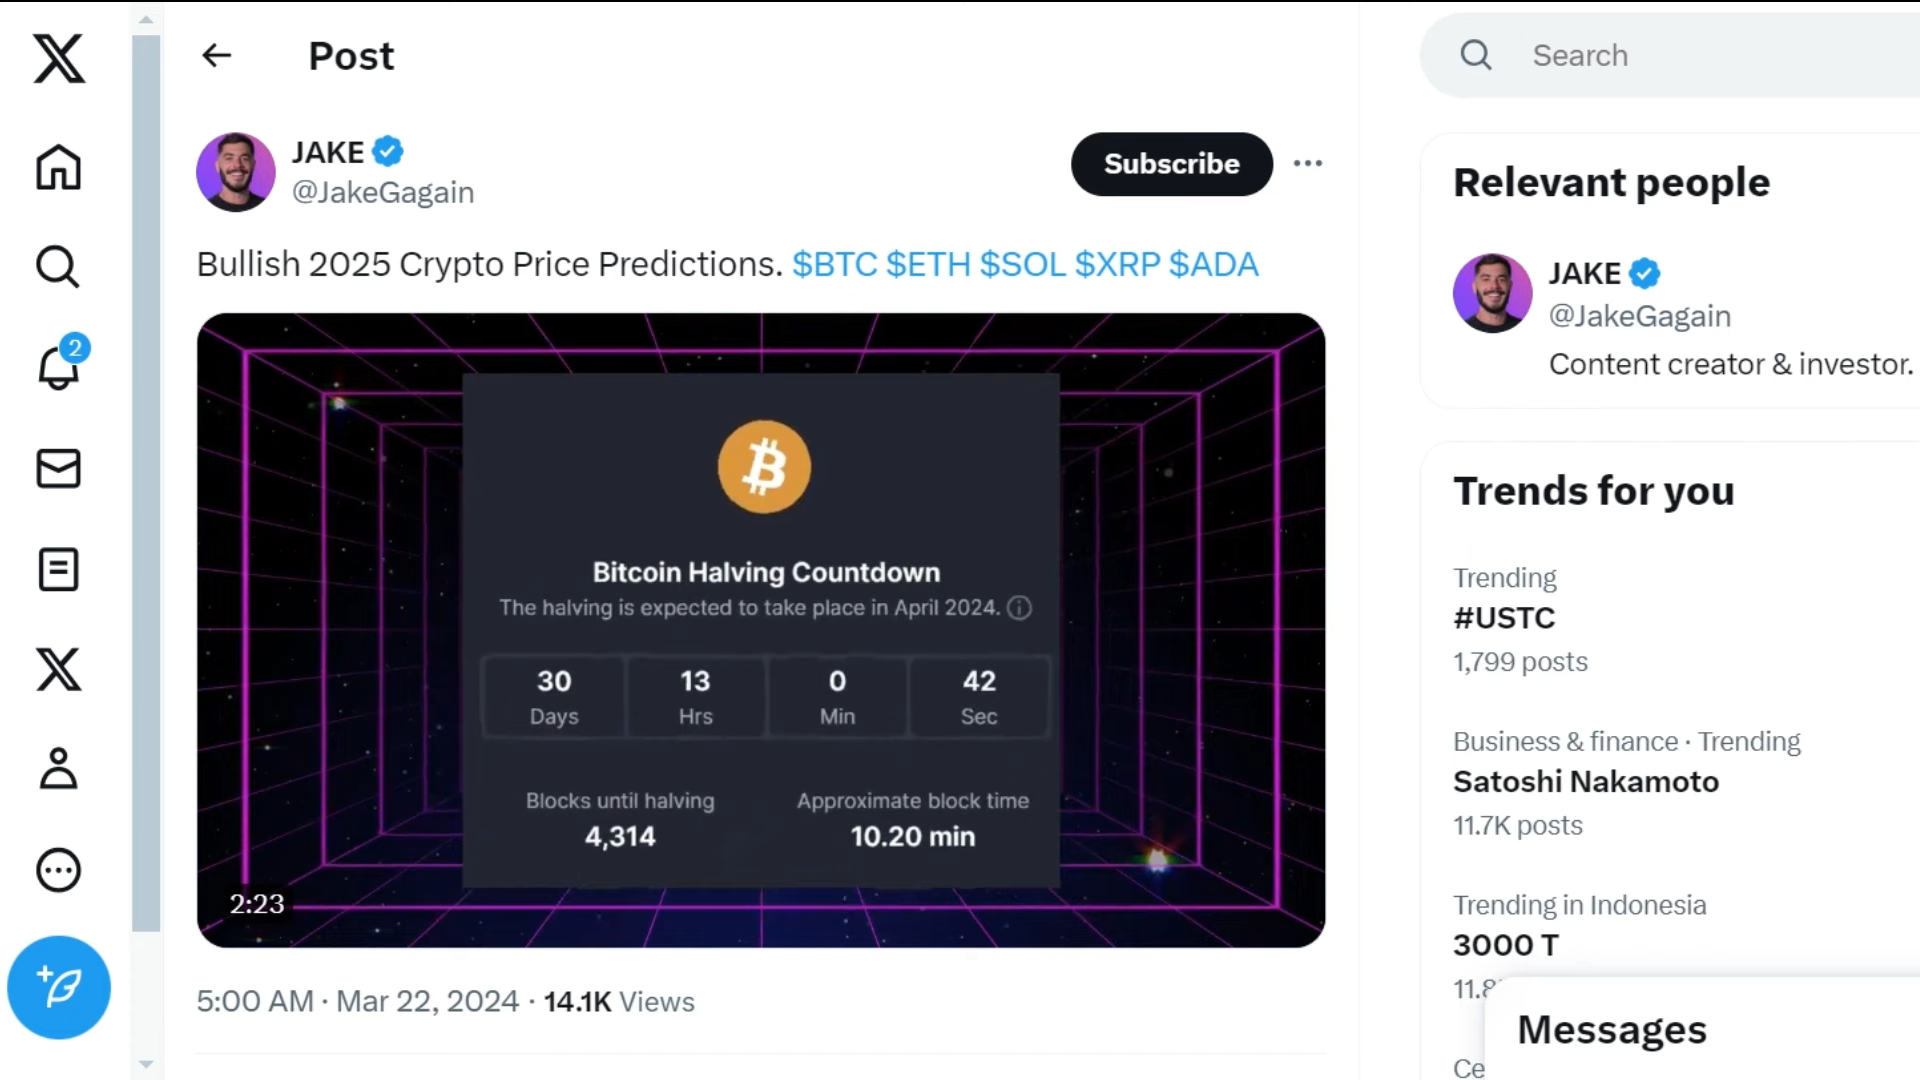 Post
Search
JAKE
@JakeGagain
Subscribe
Bullish 2025 Crypto Price Predictions. $BTC $ETH $SOL $XRP $ADA
Bitcoin Halving Countdown
The halving is expected to take place in April 2024.
30 13 0 42
Days Hrs Min Sec
Blocks until halving Approximate block time
4,314 10.20 min
2:23
5:00 AM · Mar 22, 2024 · 14.1K Views
2
Relevant people
JAKE
@JakeGagain
Content creator & investor.
Trends for you
Trending
#USTC
1,799 posts
Business & finance · Trending
Satoshi Nakamoto
11.7K posts
Trending in Indonesia
3000 T
Messages